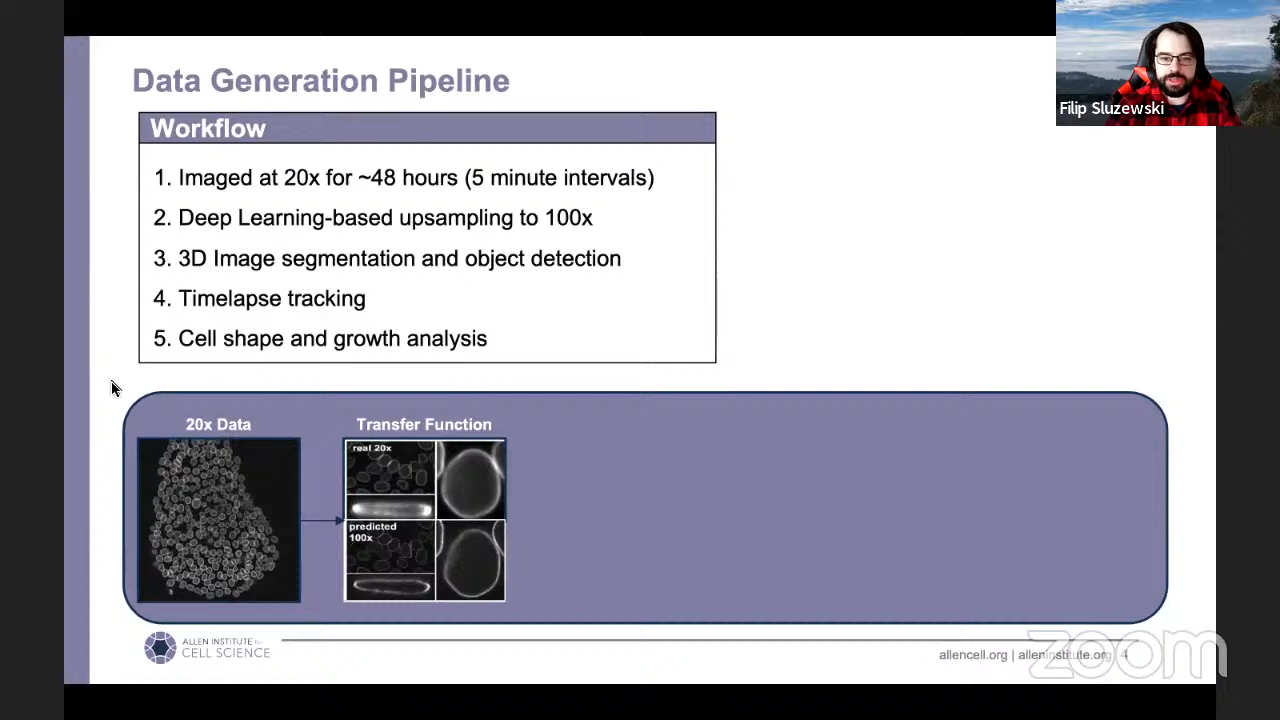 Data Generation Pipeline
Filip Sluzewski
Workflow
1. Imaged at 20x for ~48 hours (5 minute intervals)
2. Deep Learning-based upsampling to 100x
3. 3D Image segmentation and object detection
4. Timelapse tracking
5. Cell shape and growth analysis
20x Data
Transfer Function
real 20x
predicted
100x
ALLEN INSTITUTE for
CELL SCIENCE
allencell.org | alleninstitute.org 4
zoom